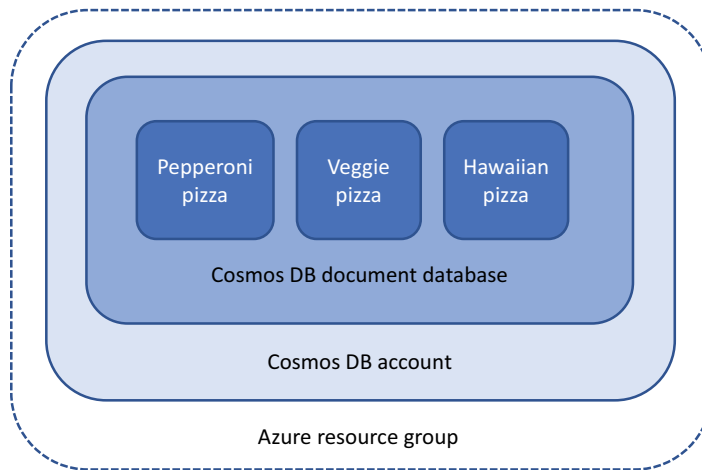 Pepperoni
pizza
Veggie
pizza
Hawaiian
pizza
Cosmos DB document database
Cosmos DB account
Azure resource group